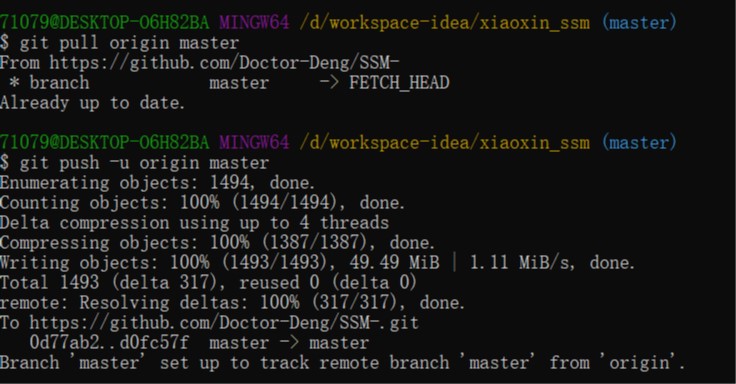 71079@DESKTOP-O6H82BA MINGW64 /d/workspace-idea/xiaoxin_ssm (master)
$ git pull origin master
From https://github.com/Doctor-Deng/SSM-
 * branch            master     -> FETCH_HEAD
Already up to date.
71079@DESKTOP-O6H82BA MINGW64 /d/workspace-idea/xiaoxin_ssm (master)
$ git push -u origin master
Enumerating objects: 1494, done.
Counting objects: 100% (1494/1494), done.
Delta compression using up to 4 threads
Compressing objects: 100% (1387/1387), done.
Writing objects: 100% (1493/1493), 49.49 MiB | 1.11 MiB/s, done.
Total 1493 (delta 317), reused 0 (delta 0)
remote: Resolving deltas: 100% (317/317), done.
To https://github.com/Doctor-Deng/SSM-.git
   0d77ab2..d0fc57f  master -> master
Branch 'master' set up to track remote branch 'master' from 'origin'.